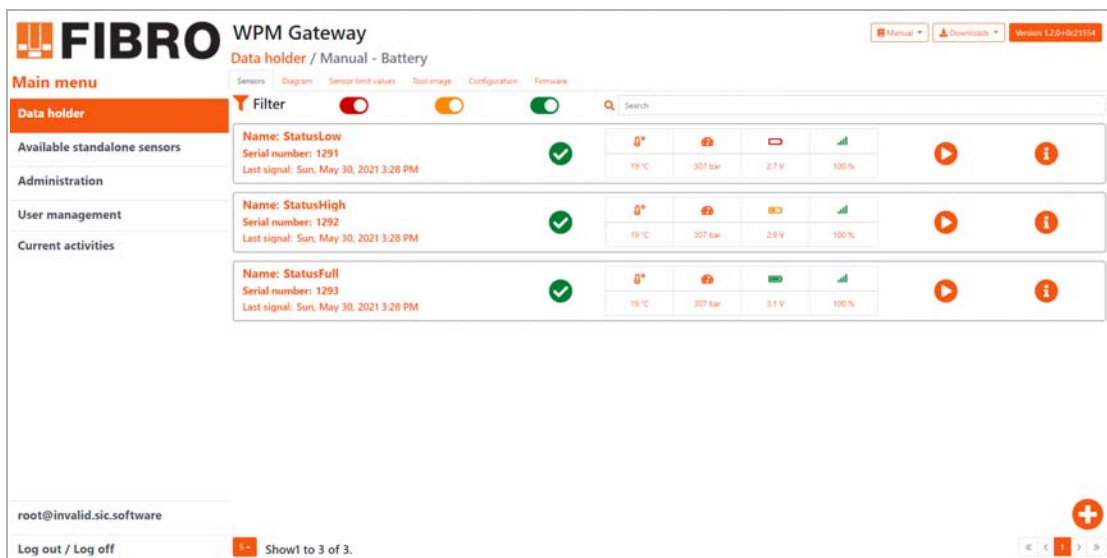 FIBRO
WPM Gateway
Manual
Downloads
Version 1.2.0+0c21554
Data holder / Manual - Battery
Main menu
Data holder
Available standalone sensors
Administration
User management
Current activities
Sensors
Diagram
Sensor limit values
Tool image
Configuration
Firmware
Filter
Search
Name: StatusLow
Serial number: 1291
Last signal: Sun, May 30, 2021 3:28 PM
19 °C
307 bar
2.7 V
100 %
Name: StatusHigh
Serial number: 1292
Last signal: Sun, May 30, 2021 3:28 PM
19 °C
307 bar
2.9 V
100 %
Name: StatusFull
Serial number: 1293
Last signal: Sun, May 30, 2021 3:28 PM
19 °C
307 bar
3.1 V
100 %
root@invalid.sic.software
Log out / Log off
5
Show1 to 3 of 3.
« ‹ 1 › »